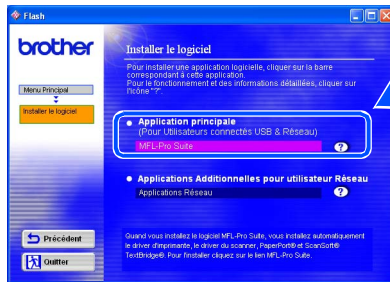 Flash
brother
Installer le logiciel
Pour installer une application logicielle, cliquer sur la barre
correspondant à cette application.
Pour le fonctionnement et des informations détaillées, cliquer sur
l'icône "?".
Menu Principal
Installer le logiciel
Application principale
(Pour Utilisateurs connectés USB & Réseau)
MFL-Pro Suite
?
Applications Additionnelles pour utilisateur Réseau
Applications Réseau
?
Précédent
Quitter
Quand vous installez le logiciel MFL-Pro Suite, vous installez automatiquement
le driver d'imprimante, le driver du scanner, PaperPort® et ScanSoft®
TextBridge®. Pour l'installer cliquez sur le lien MFL-Pro Suite.